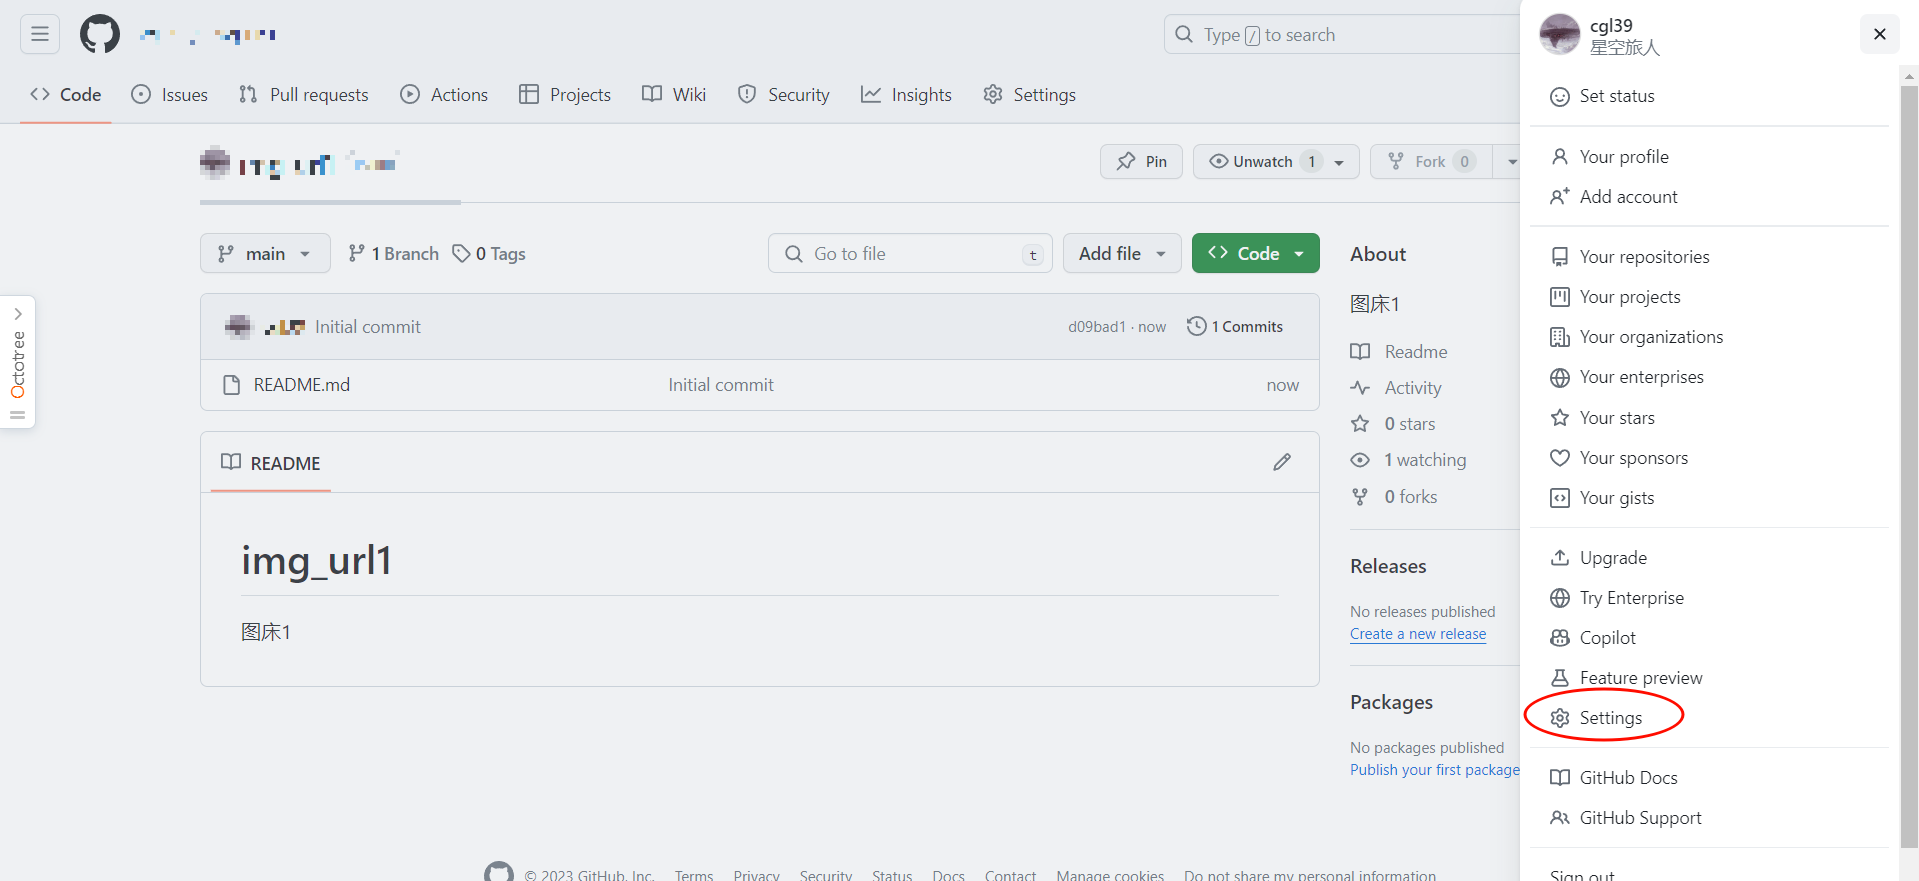 Type / to search
Code
Issues
Pull requests
Actions
Projects
Wiki
Security
Insights
Settings
Pin
Unwatch 1
Fork 0
main
1 Branch
0 Tags
Go to file
t
Add file
Code
Initial commit
d09bad1 · now
1 Commits
README.md
Initial commit
now
README
img_url1
图床1
Octotree
About
图床1
Readme
Activity
0 stars
1 watching
0 forks
Releases
No releases published
Create a new release
Packages
No packages published
Publish your first package
© 2023 GitHub, Inc.
Terms
Privacy
Security
Status
Docs
Contact
Manage cookies
Do not share my personal information
cgl39
星空旅人
Set status
Your profile
Add account
Your repositories
Your projects
Your organizations
Your enterprises
Your stars
Your sponsors
Your gists
Upgrade
Try Enterprise
Copilot
Feature preview
Settings
GitHub Docs
GitHub Support
Sign out